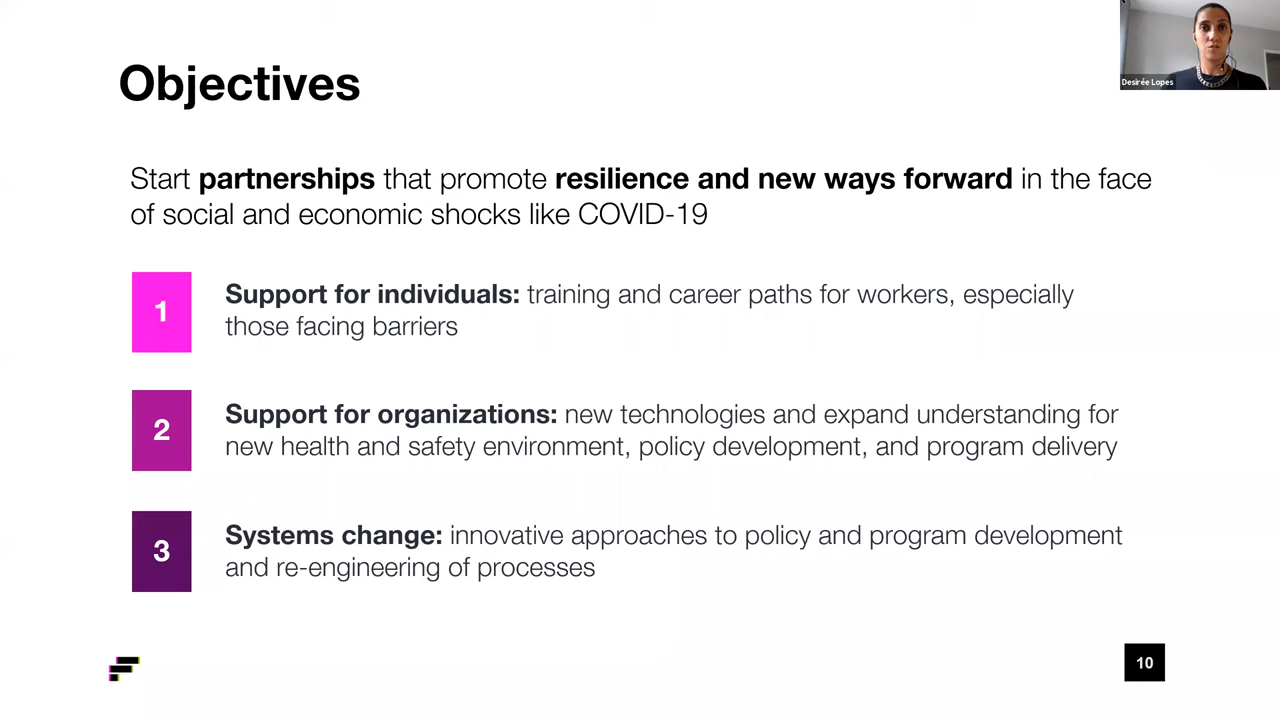 Objectives
Desirée Lopes
Start partnerships that promote resilience and new ways forward in the face
of social and economic shocks like COVID-19
1
Support for individuals: training and career paths for workers, especially
those facing barriers
2
Support for organizations: new technologies and expand understanding for
new health and safety environment, policy development, and program delivery
3
Systems change: innovative approaches to policy and program development
and re-engineering of processes
10